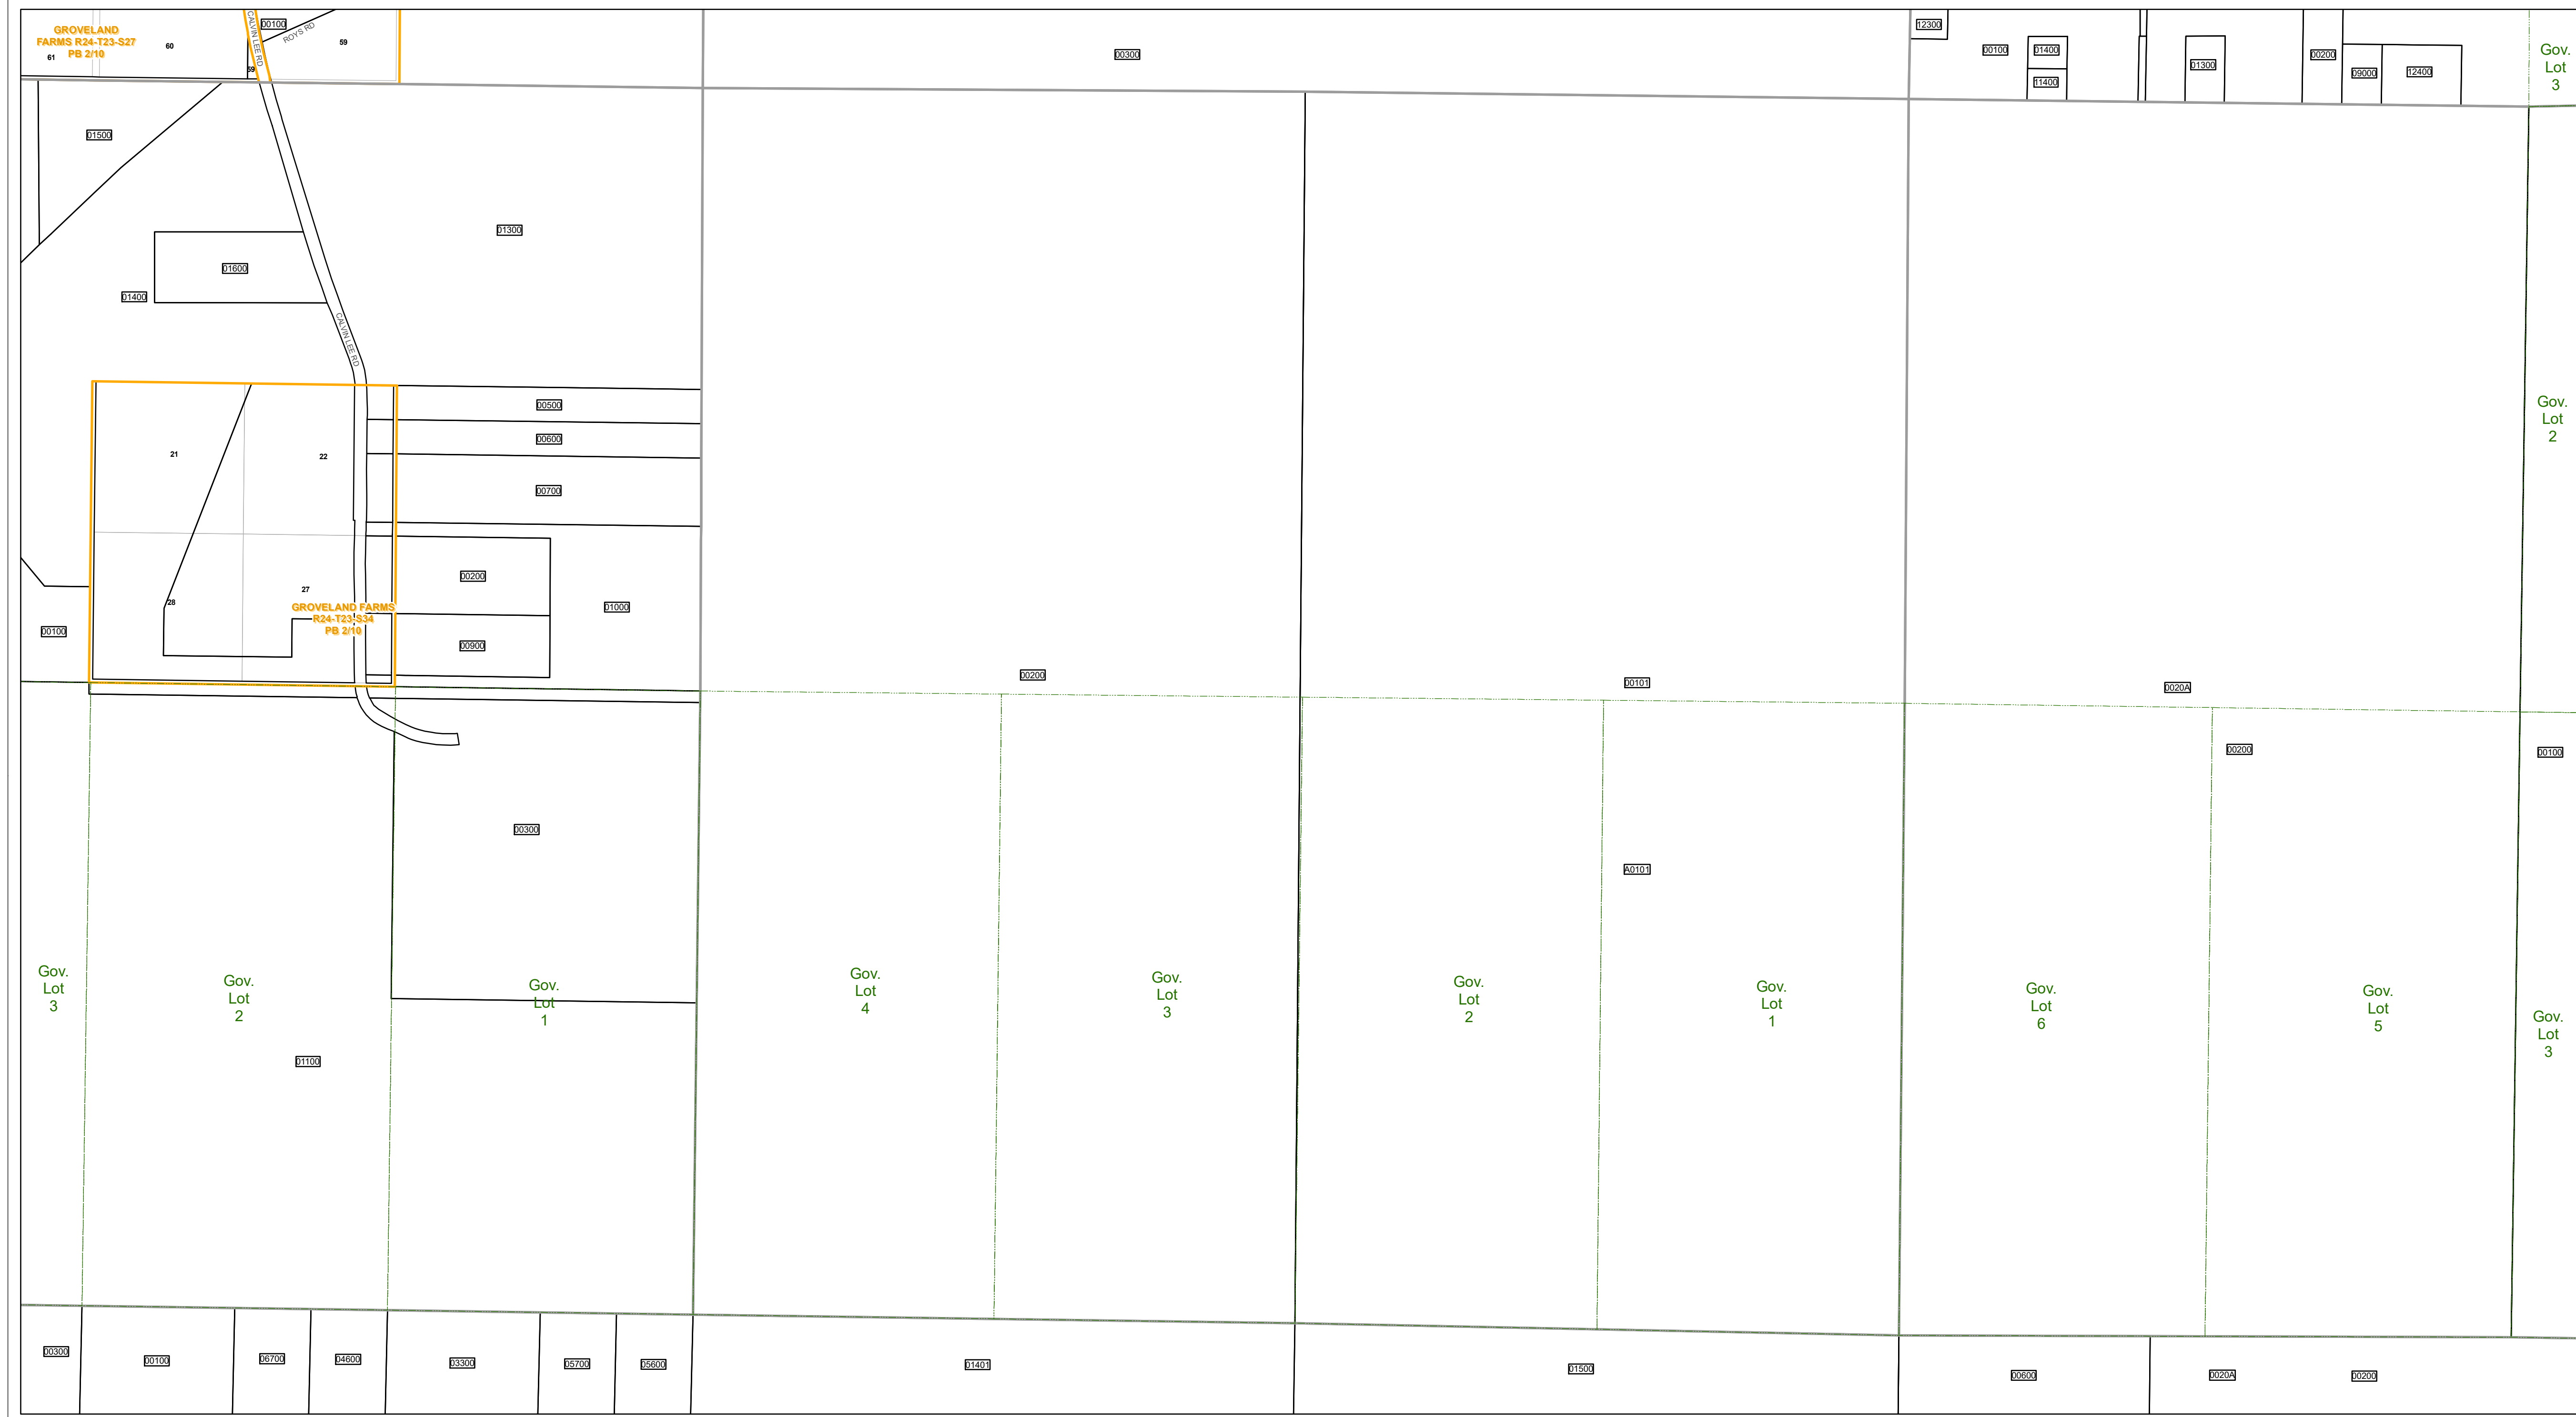 GROVELAND
FARMS R24-T23-S27
PB 2/10
61
60
59
CALVIN LEE RD
00100
ROYS RD
59
00300
12300
00100
01400
11400
01300
00200
09000
12400
Gov.
Lot
3
01500
01300
01600
01400
CALVIN LEE RD
00500
00600
00700
21
22
Gov.
Lot
2
00200
01000
27
28
GROVELAND FARMS
R24-T23-S34
PB 2/10
00100
00900
00200
00101
0020A
00200
00100
00300
A0101
Gov.
Lot
3
Gov.
Lot
2
Gov.
Lot
1
Gov.
Lot
4
Gov.
Lot
3
Gov.
Lot
2
Gov.
Lot
1
Gov.
Lot
6
Gov.
Lot
5
Gov.
Lot
3
01100
00300
00100
06700
04600
03300
05700
05600
01401
01500
00600
0020A
00200